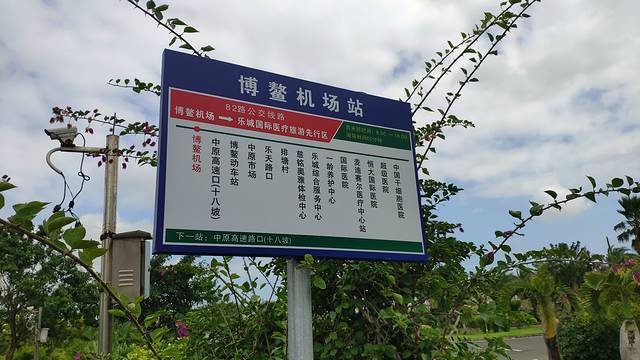 博鳌机场站
82路公交线路
博鳌机场 → 乐城国际医疗旅游先行区
博鳌机场
中原高速路口(十八坡)
博鳌动车站
中原市场
乐天路口
排塘村
慈铭奥雅体检中心
乐城综合服务中心
一龄养护中心
国际医院
麦迪赛尔医疗中心站
恒大国际医院
超级医院
中国干细胞医院
下一站：中原高速路口(十八坡)